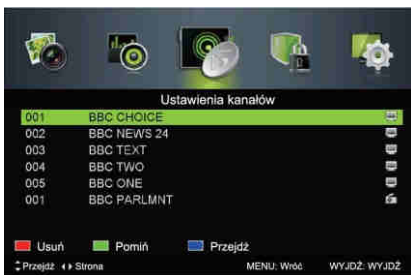 Ustawienia kanałów
001 BBC CHOICE
002 BBC NEWS 24
003 BBC TEXT
004 BBC TWO
005 BBC ONE
001 BBC PARLMNT
Usuń Pomiń Przejdź
Przejdź Strona MENU: Wróć WYJDŹ: WYJDŹ